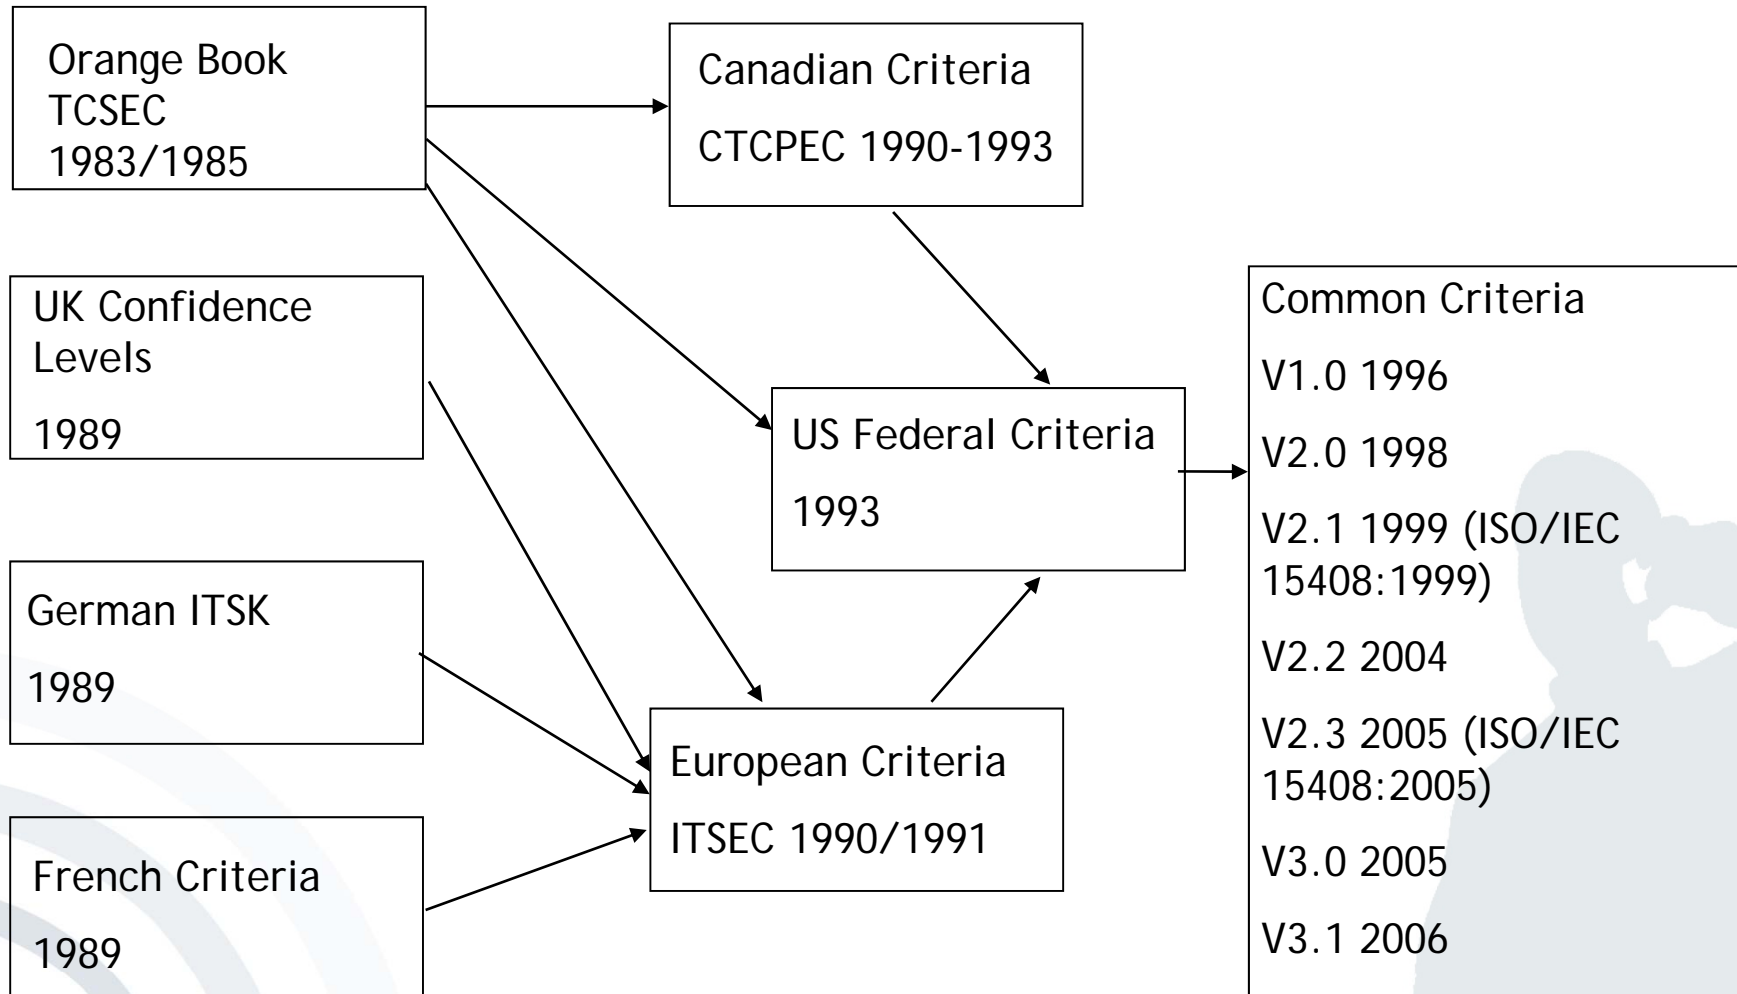 Orange Book
TCSEC
1983/1985
Canadian Criteria
CTCPEC 1990-1993
UK Confidence
Levels
1989
German ITSK
1989
French Criteria
1989
US Federal Criteria
1993
European Criteria
ITSEC 1990/1991
Common Criteria
V1.0 1996
V2.0 1998
V2.1 1999 (ISO/IEC
15408:1999)
V2.2 2004
V2.3 2005 (ISO/IEC
15408:2005)
V3.0 2005
V3.1 2006